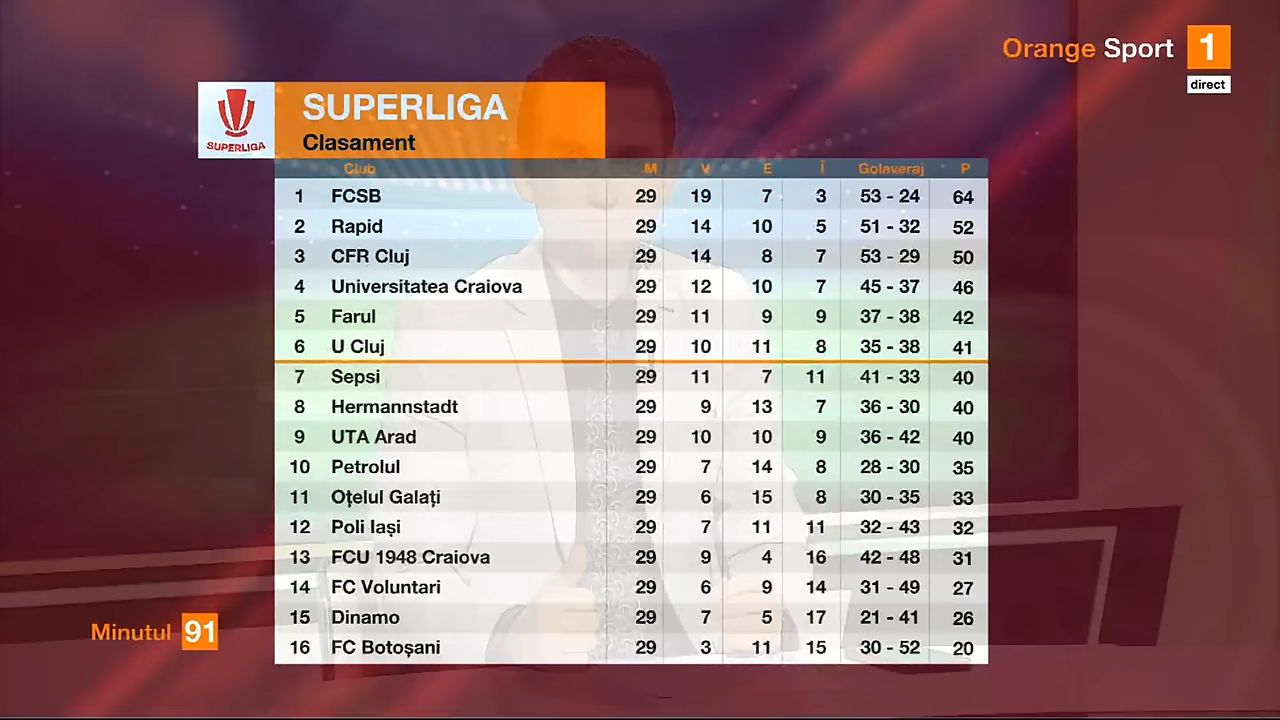 Orange Sport 1
direct
SUPERLIGA
SUPERLIGA
Clasament
Club M V E Î Golaveraj P
1 FCSB 29 19 7 3 53 - 24 64
2 Rapid 29 14 10 5 51 - 32 52
3 CFR Cluj 29 14 8 7 53 - 29 50
4 Universitatea Craiova 29 12 10 7 45 - 37 46
5 Farul 29 11 9 9 37 - 38 42
6 U Cluj 29 10 11 8 35 - 38 41
7 Sepsi 29 11 7 11 41 - 33 40
8 Hermannstadt 29 9 13 7 36 - 30 40
9 UTA Arad 29 10 10 9 36 - 42 40
10 Petrolul 29 7 14 8 28 - 30 35
11 Oțelul Galați 29 6 15 8 30 - 35 33
12 Poli Iași 29 7 11 11 32 - 43 32
13 FCU 1948 Craiova 29 9 4 16 42 - 48 31
14 FC Voluntari 29 6 9 14 31 - 49 27
15 Dinamo 29 7 5 17 21 - 41 26
16 FC Botoșani 29 3 11 15 30 - 52 20
Minutul 91